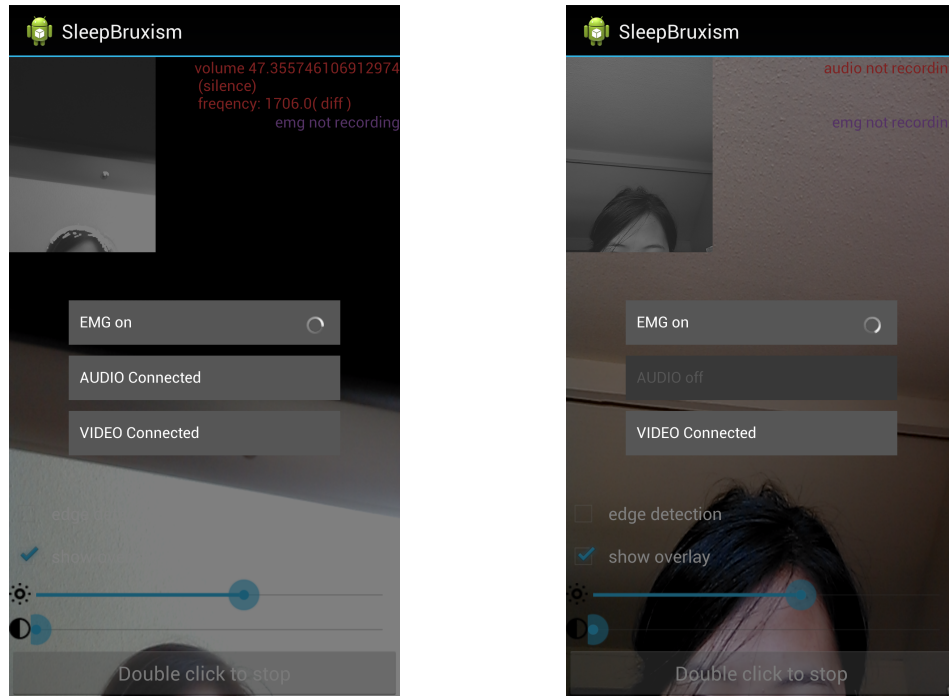 SleepBruxism
volume 47.355746106912974
(silence)
freqency: 1706.0( diff )
emg not recording
EMG on
AUDIO Connected
VIDEO Connected
edge
show
Double click to stop
SleepBruxism
audio not recordin
emg not recordin
EMG on
AUDIO off
VIDEO Connected
edge detection
show overlay
Double click to stop